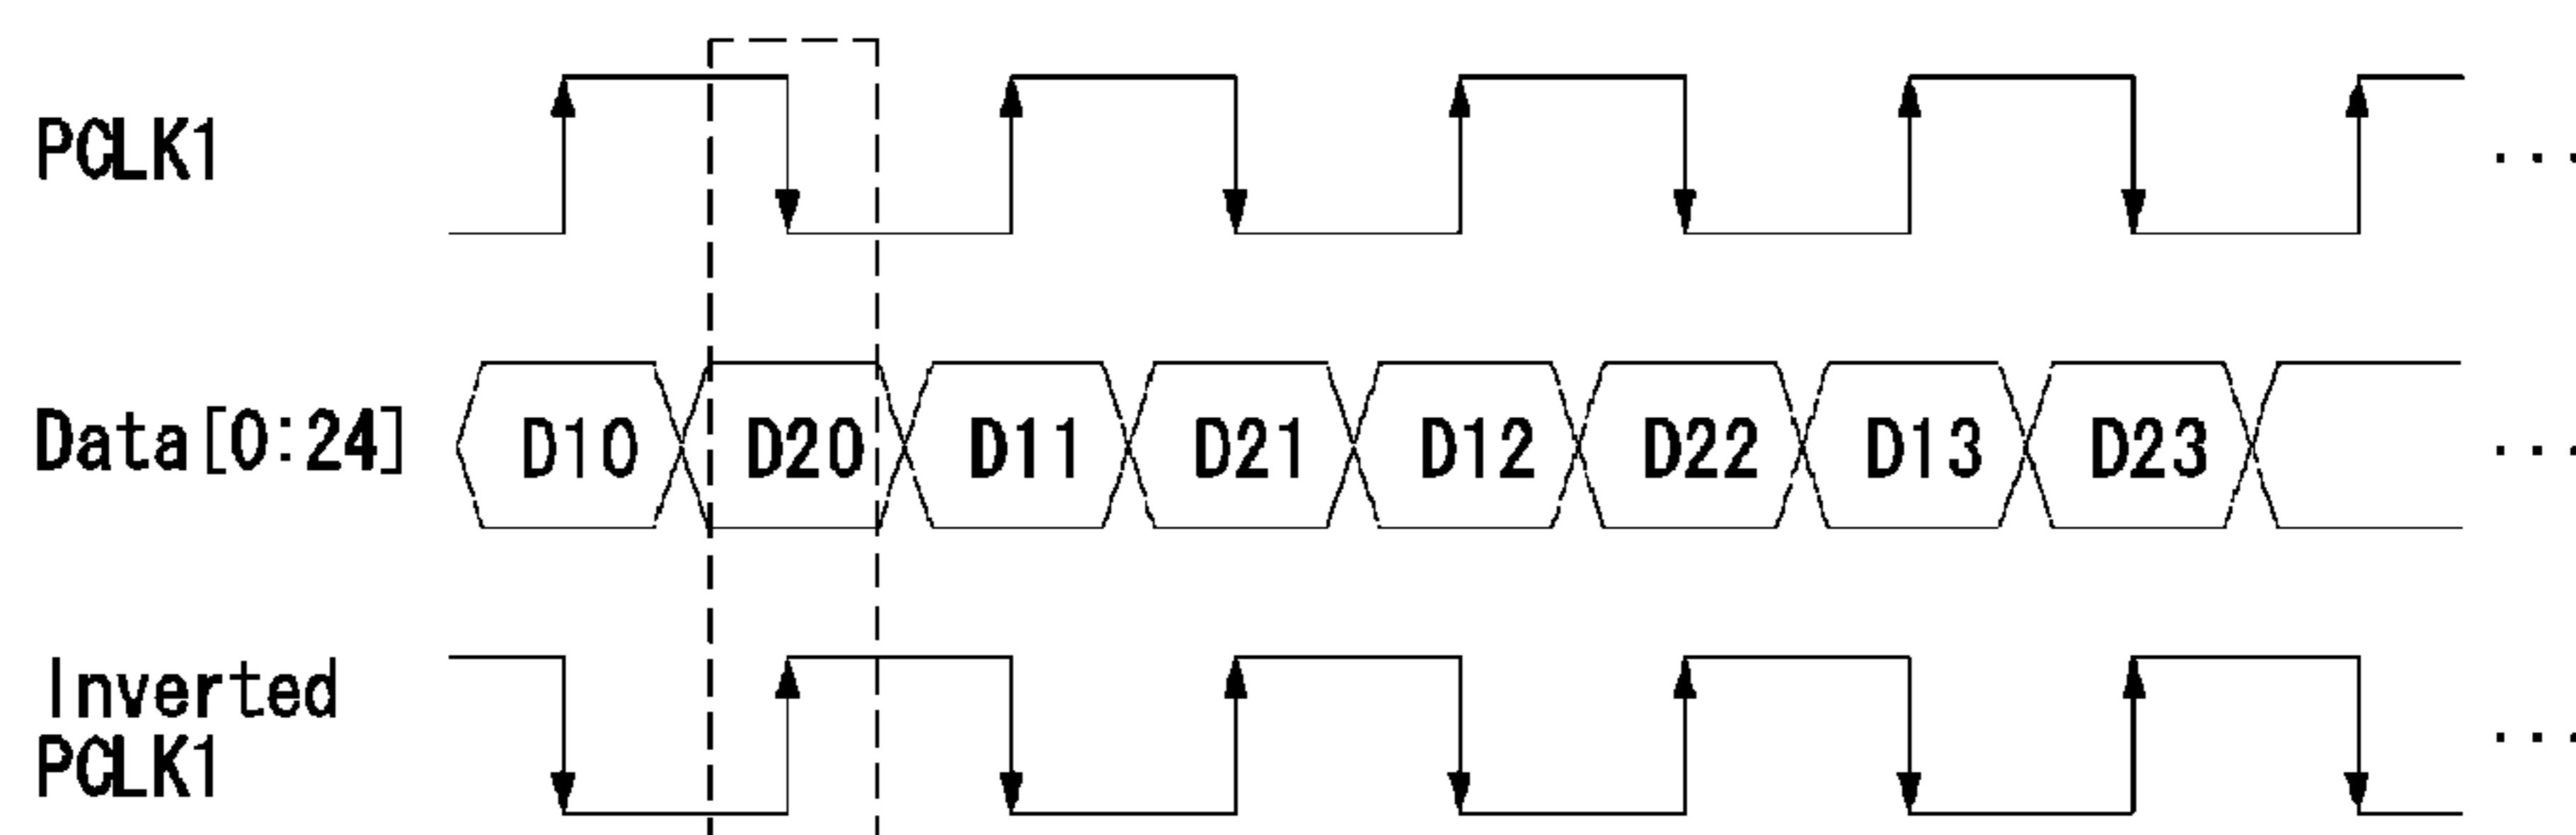 PCLK1
...
Data[0:24] D10 D20 D11 D21 D12 D22 D13 D23 ...
Inverted
PCLK1
...